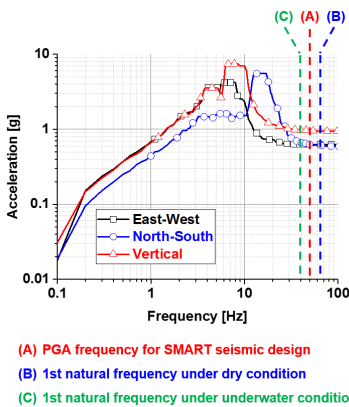 (C) (A) (B)
10
1
0.1
0.01
Acceleration [g]
East-West
North-South
Vertical
0.1 1 10 100
Frequency [Hz]
(A) PGA frequency for SMART seismic design
(B) 1st natural frequency under dry condition
(C) 1st natural frequency under underwater conditio